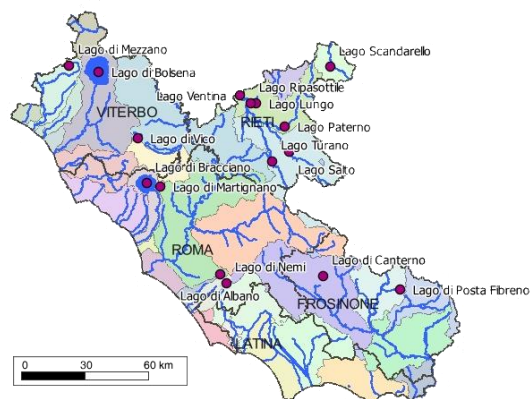 Lago di Mezzano
Lago Scandarello
Lago di Bolsena
Lago Ripasottile
Lago Ventina
Lago Lungo
VITERBO
RIETI
Lago Paterno
Lago di Vico
Lago Turano
Lago Salto
Lago di Bracciano
Lago di Martignano
ROMA
Lago di Nemi
Lago di Canterno
Lago di Albano
Lago di Posta Fibreno
FROSINONE
LATINA
0 30 60 km